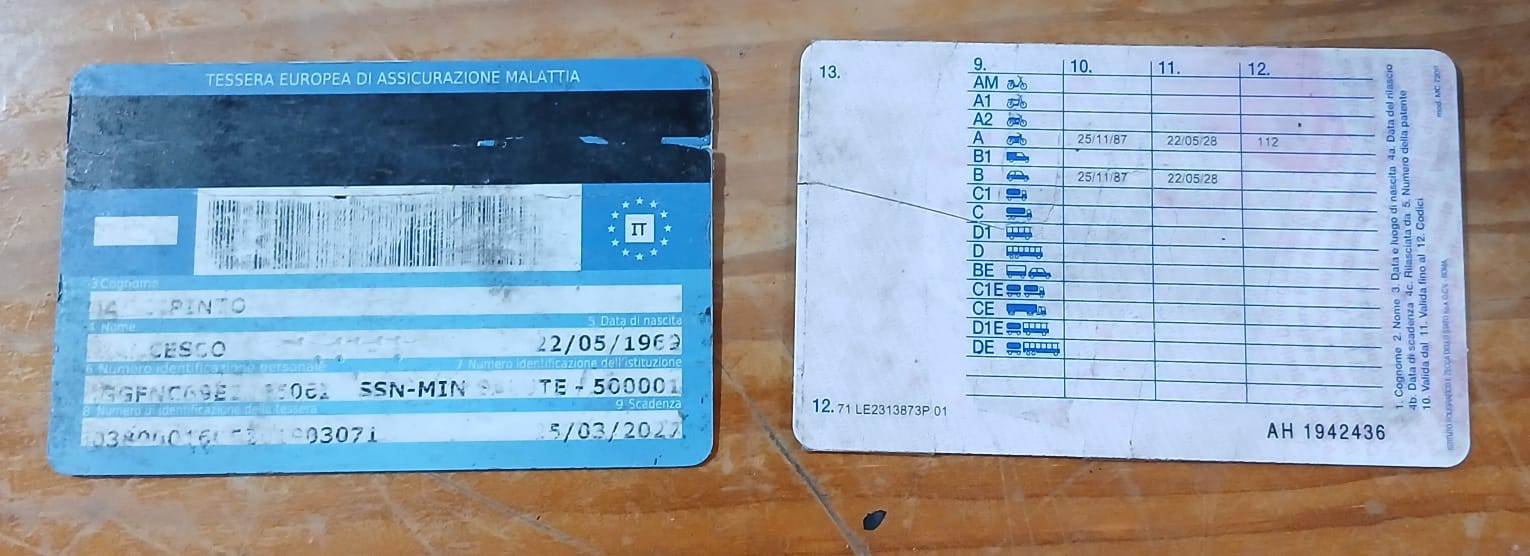 TESSERA EUROPEA DI ASSICURAZIONE MALATTIA
IT
3 Cognome
4 Nome
5 Data di nascita
22/05/1969
6 Numero identificazione personale
7 Numero identificazione dell'istituzione
SSN-MIN
- 500001
8 Numero di identificazione della tessera
9 Scadenza
13.
9. 10. 11. 12.
AM
A1
A2
A 25/11/87 22/05/28 112
B1
B 25/11/87 22/05/28
C1
C
D1
D
BE
C1E
CE
D1E
DE
12. 71 LE2313873P 01
AH 1942436
1. Cognome 2. Nome 3. Data e luogo di nascita 4a. Data del rilascio
4b. Data di scadenza 4c. Rilasciata da 5. Numero della patente
10. Valida dal 11. Valida fino al 12. Codici